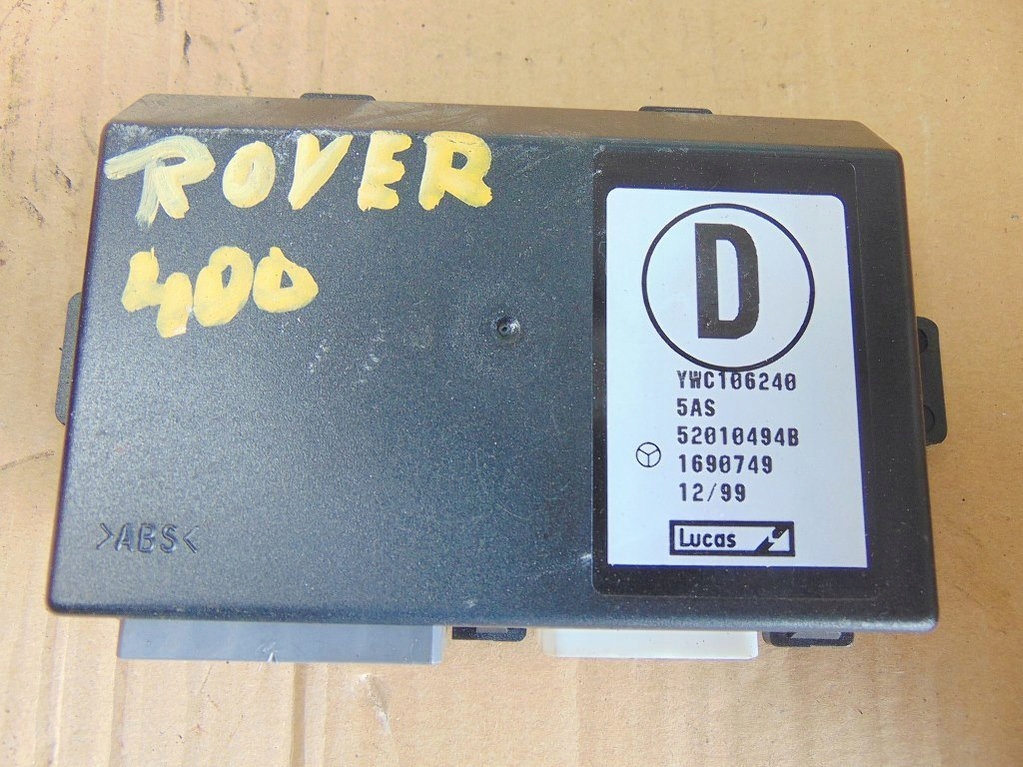 ROVER
400
>ABS<
D
YWC106240
5AS
52010494B
1690749
12/99
Lucas